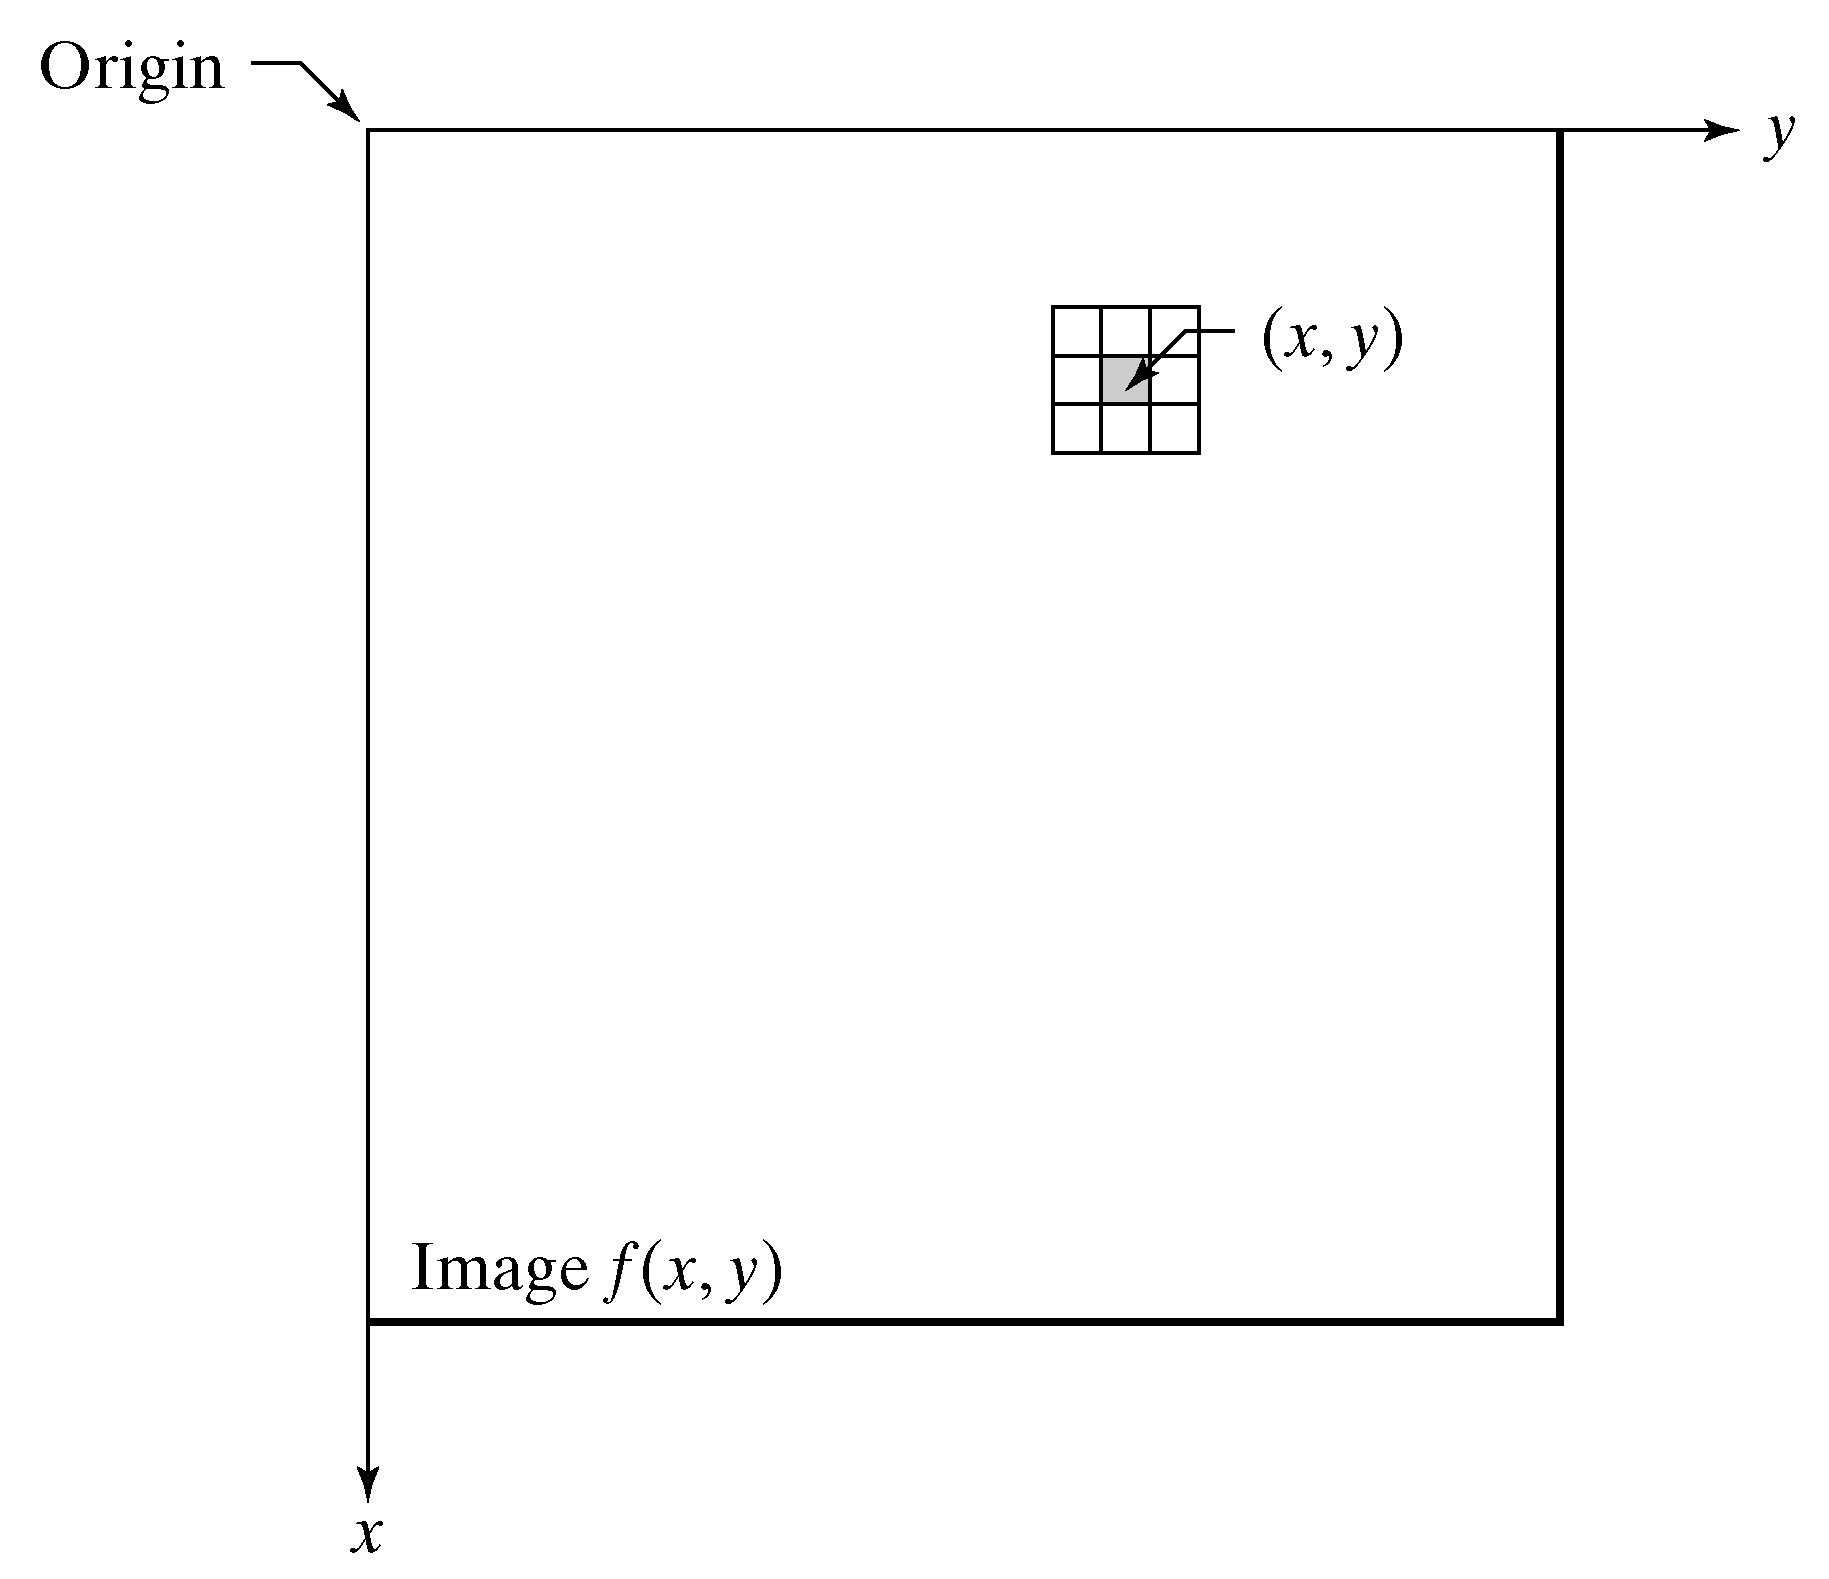 Origin
y
(x, y)
Image f(x, y)
x